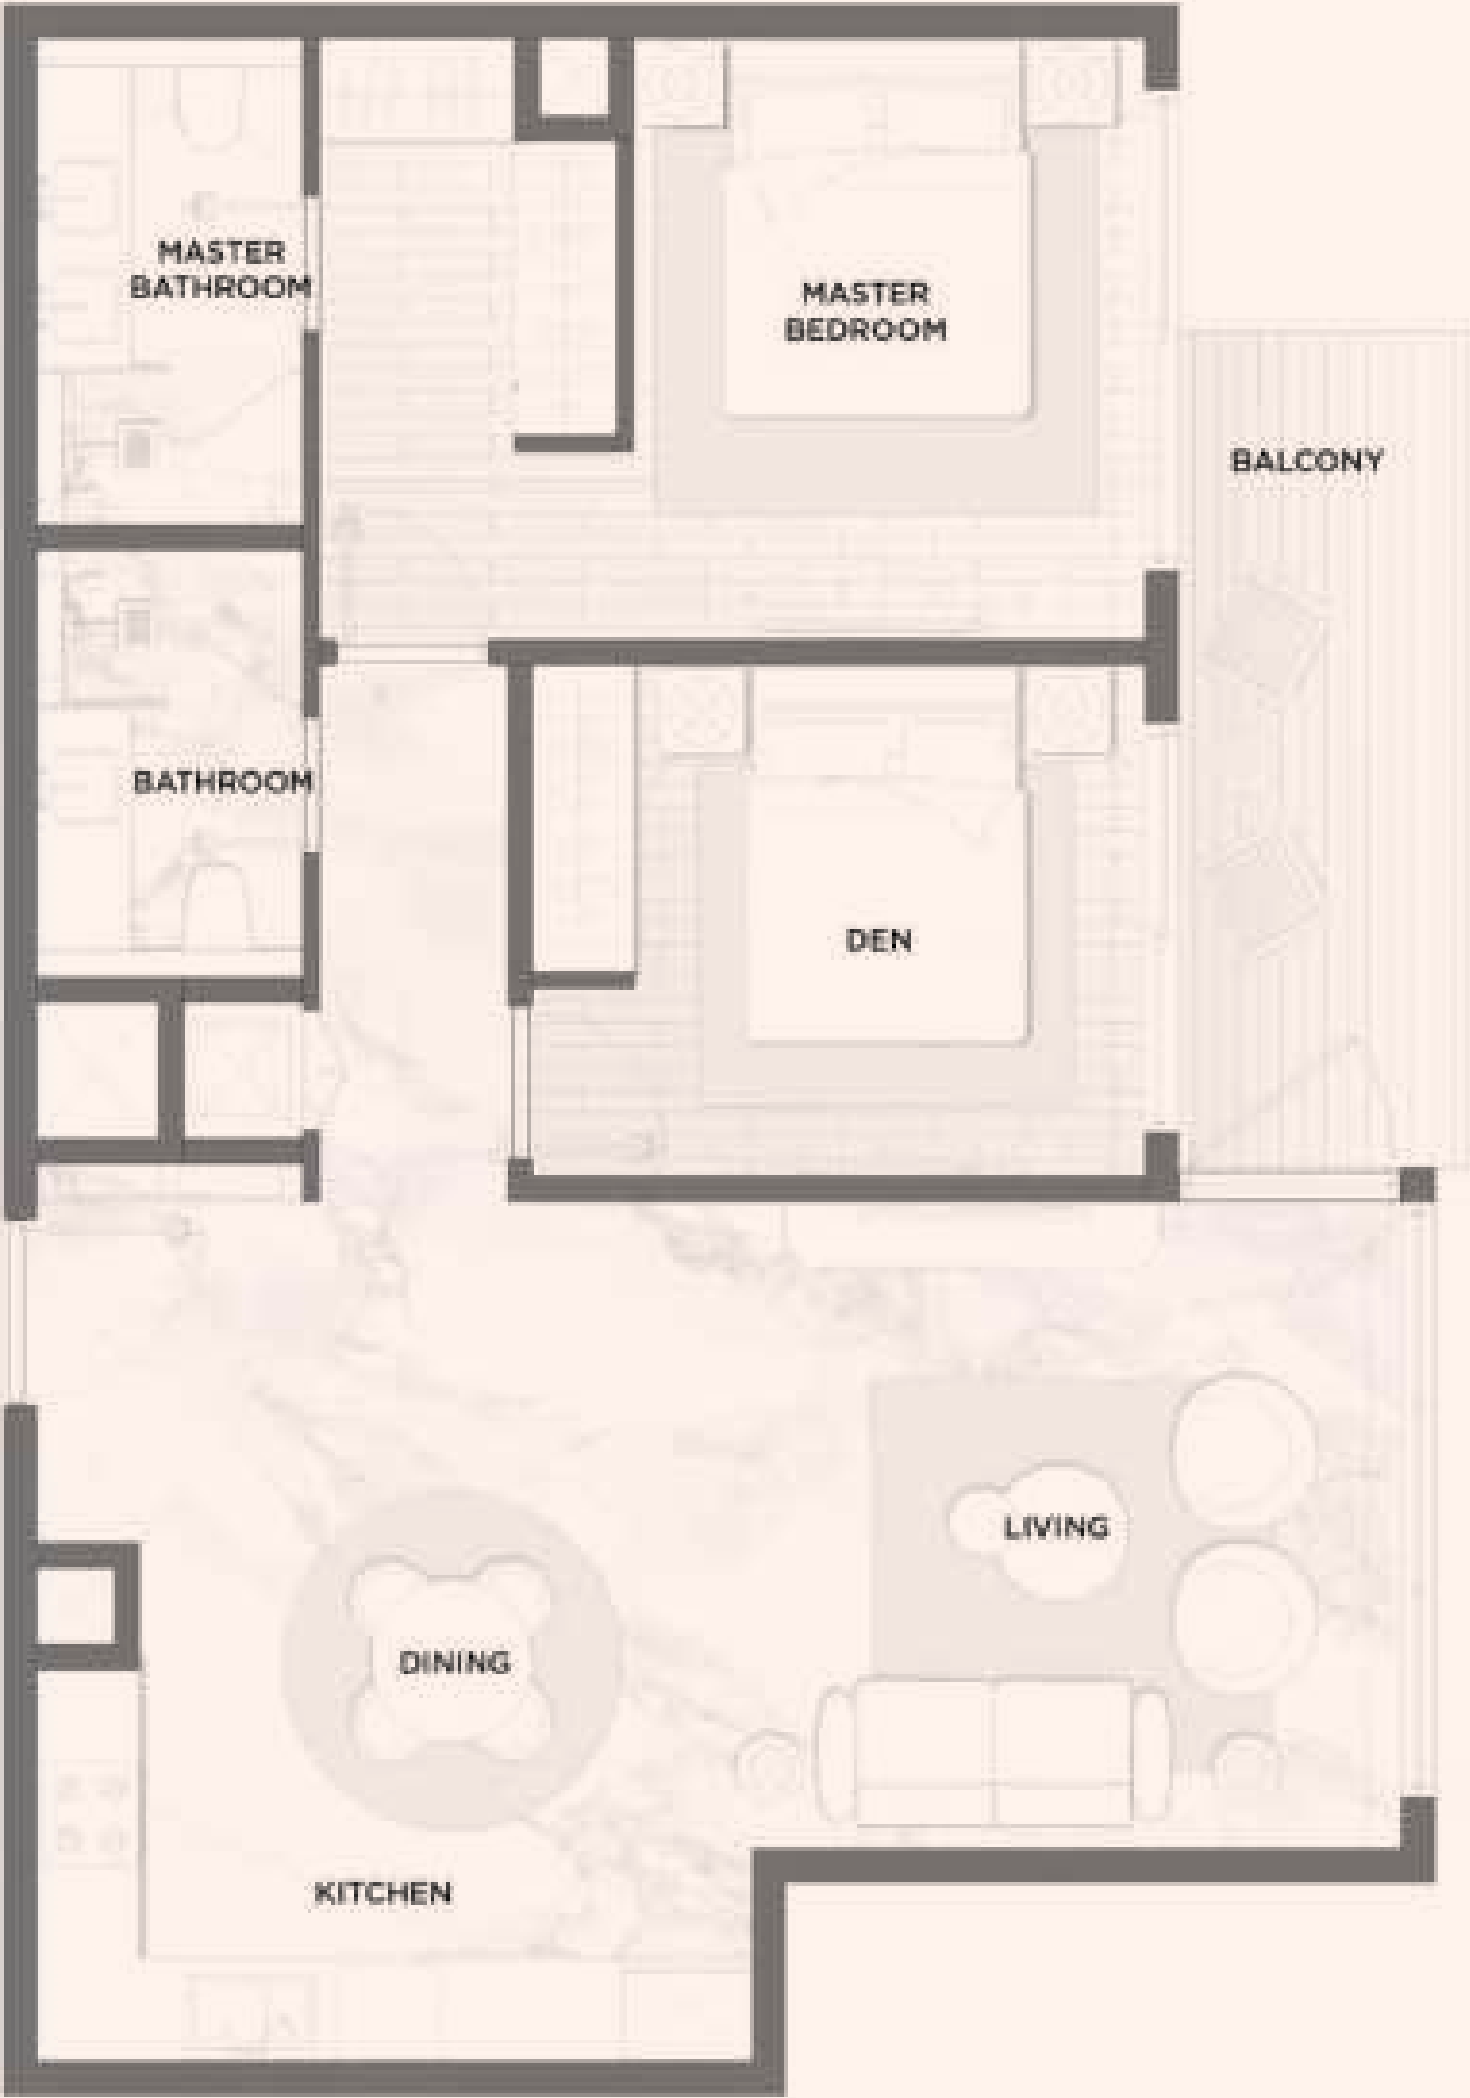 MASTER
BATHROOM
MASTER
BEDROOM
BALCONY
BATHROOM
DEN
LIVING
DINING
KITCHEN